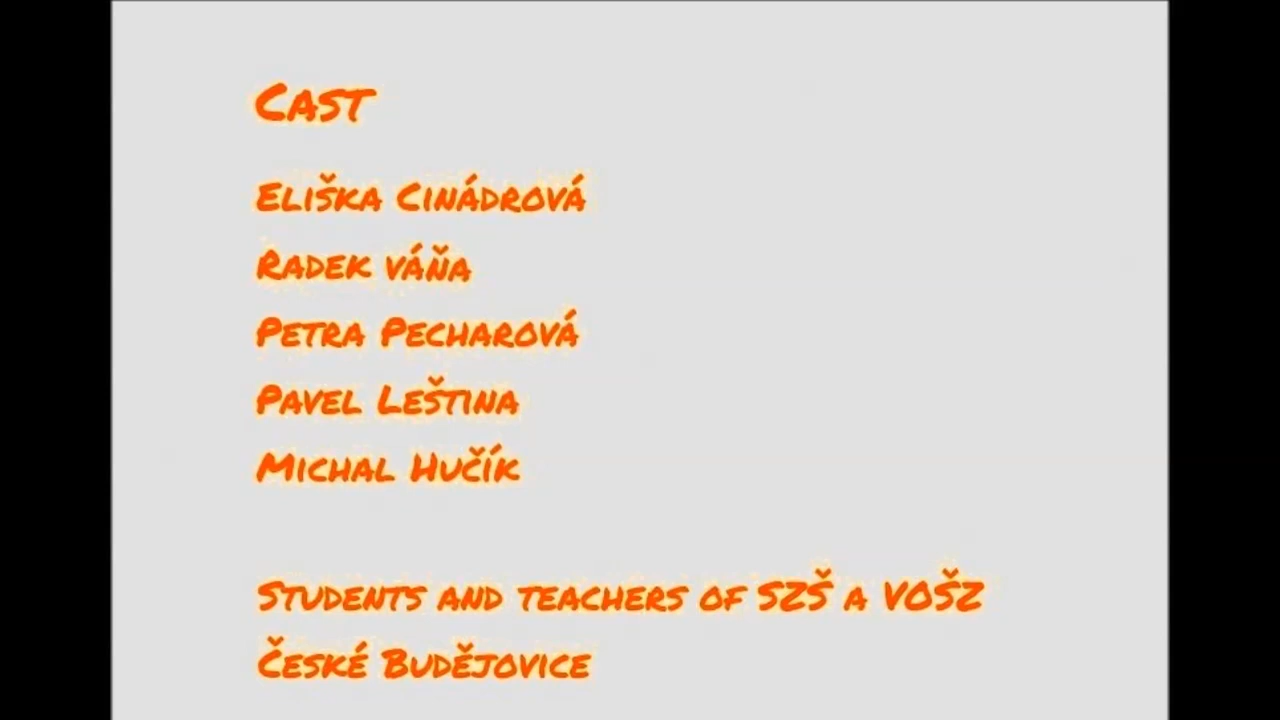 Cast
Eliška Cinádrová
Radek váňa
Petra Pecharová
Pavel Leština
Michal Hučík
Students and teachers of SZŠ a VOŠZ
České Budějovice